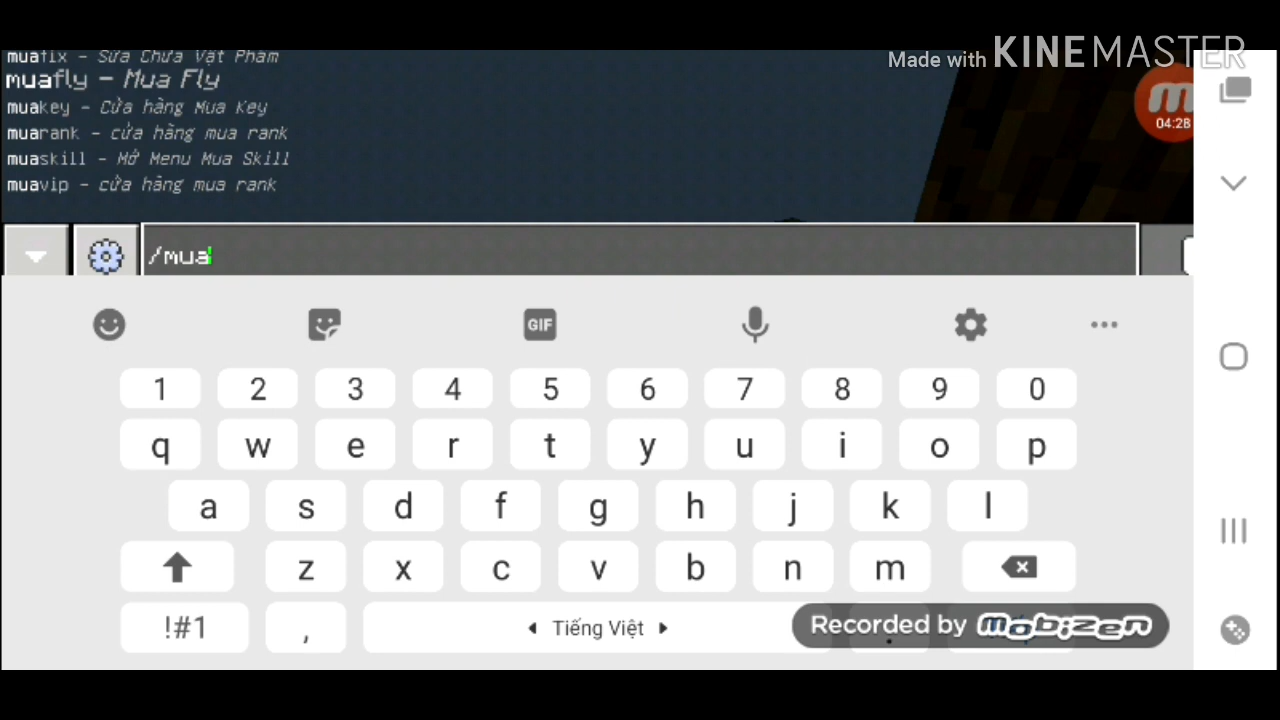 Made with KINEMASTER
muafix - Sửa Chữa Vật Phẩm
muafly - Mua Fly
muakey - Cửa hàng Mua Key
muarank - cửa hàng mua rank
muaskill - Mở Menu Mua Skill
muavip - cửa hàng mua rank
04:28
/mua
GIF
1 2 3 4 5 6 7 8 9 0
q w e r t y u i o p
a s d f g h j k l
z x c v b n m
!#1 , Tiếng Việt .
Recorded by mobizen